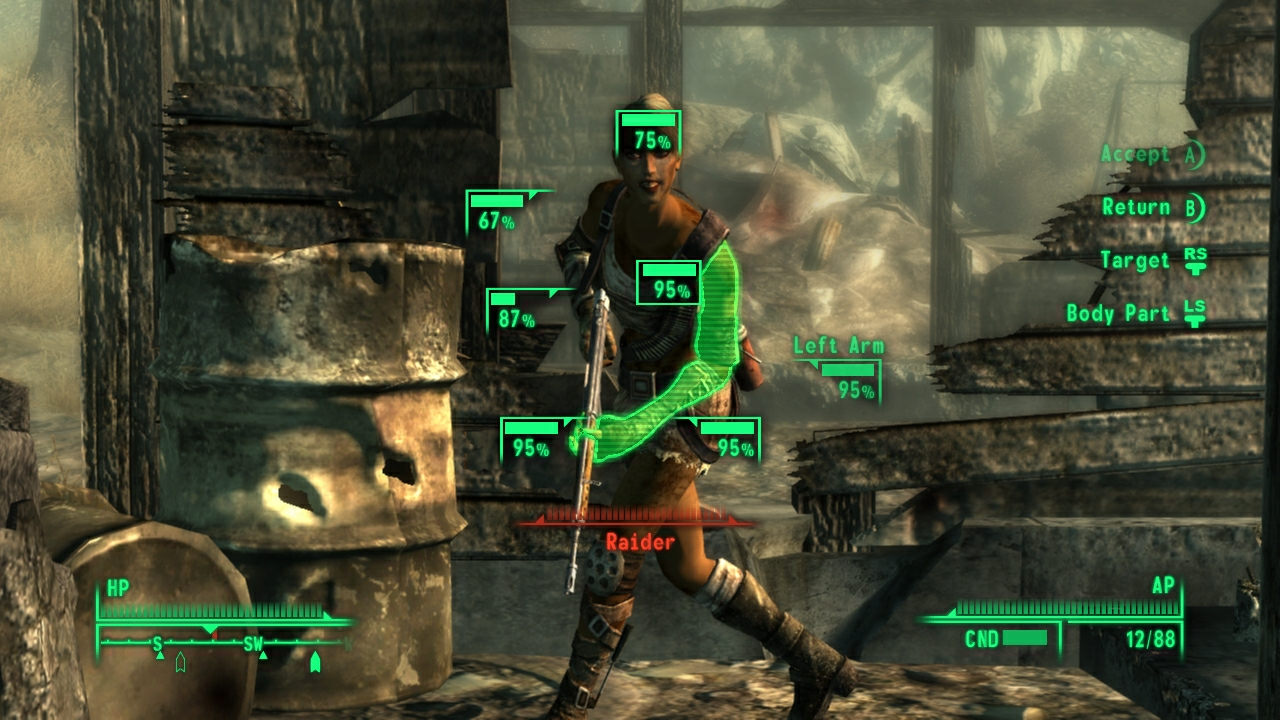 75%
67%
95%
87%
Left Arm
95%
95%
95%
Raider
Accept A)
Return B)
Target RS
Body Part LS
HP
S SW
AP
CND 12/88